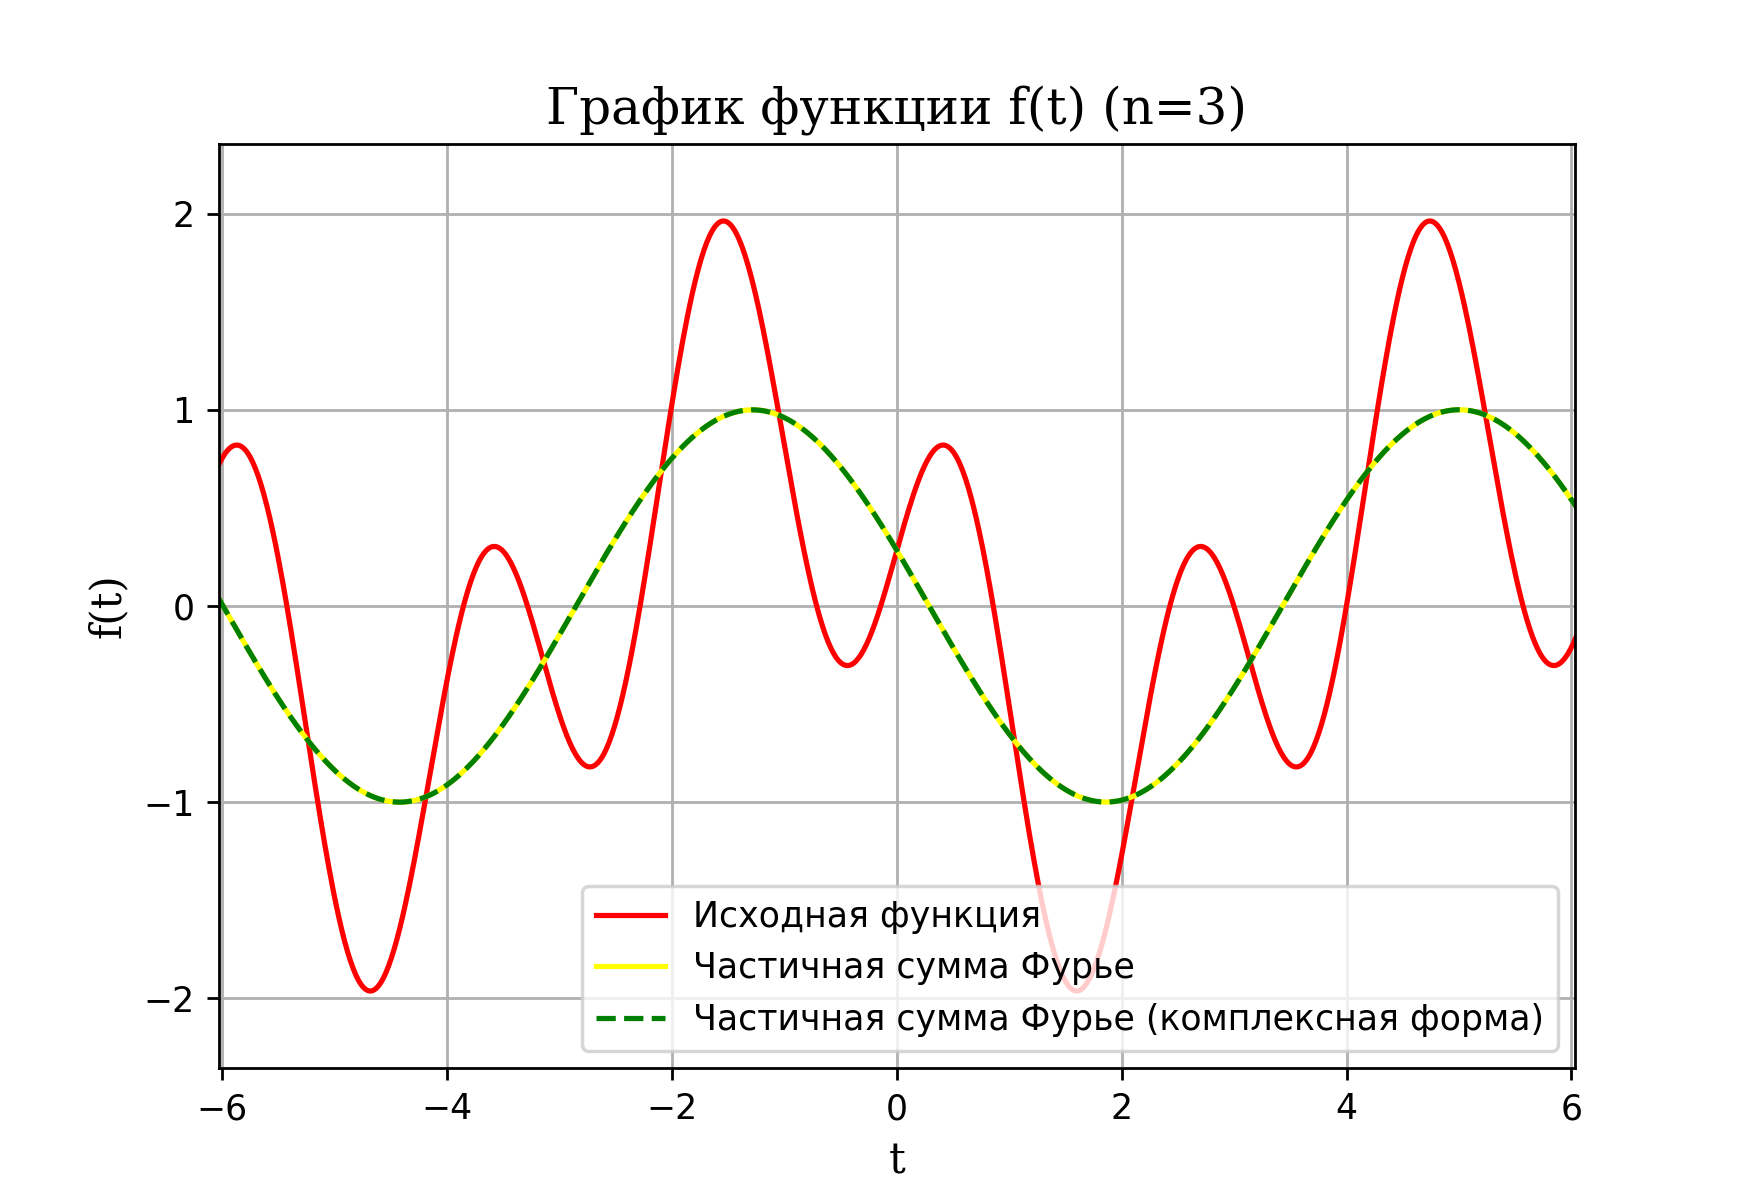 График функции f(t) (n=3)
2
1
0
−1
−2
f(t)
Исходная функция
Частичная сумма Фурье
Частичная сумма Фурье (комплексная форма)
−6 −4 −2 0 2 4 6
t